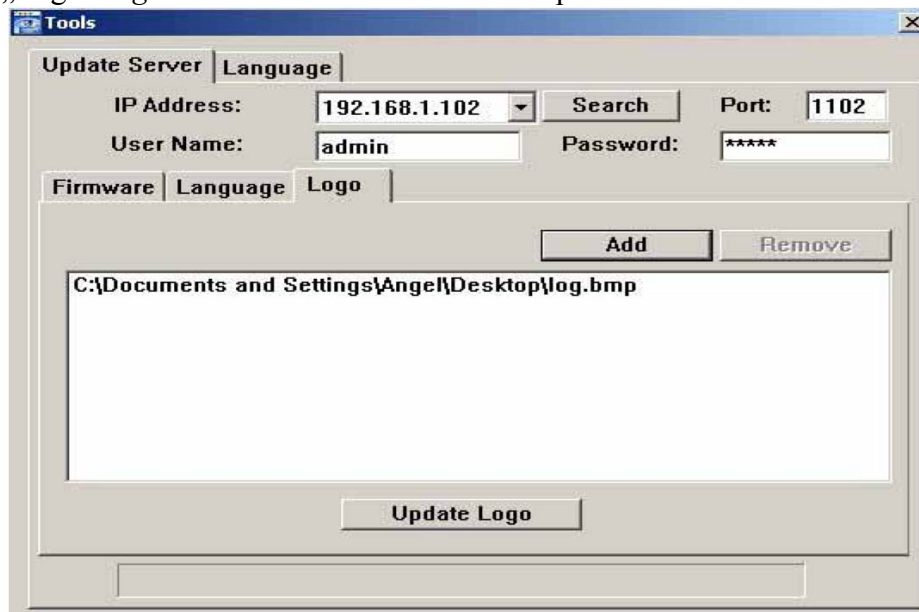 Tools
Update Server Language
IP Address: 192.168.1.102 Search Port: 1102
User Name: admin Password: *****
Firmware Language Logo
Add Remove
C:\Documents and Settings\Angel\Desktop\log.bmp
Update Logo